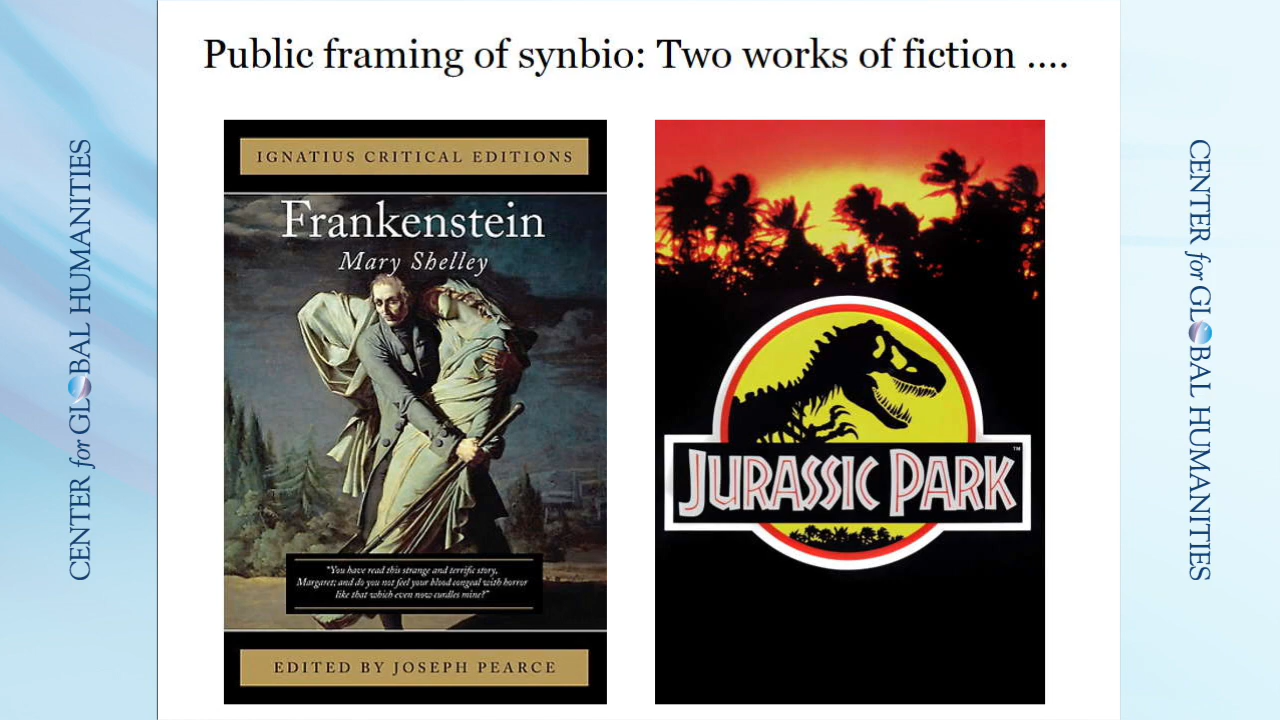 Public framing of synbio: Two works of fiction ....
CENTER for GLOBAL HUMANITIES
IGNATIUS CRITICAL EDITIONS
Frankenstein
Mary Shelley
"You have read this strange and terrific story,
Margaret; and do you not feel your blood congeal with horror
like that which even now curdles mine?"
EDITED BY JOSEPH PEARCE
JURASSIC PARK™
CENTER for GLOBAL HUMANITIES